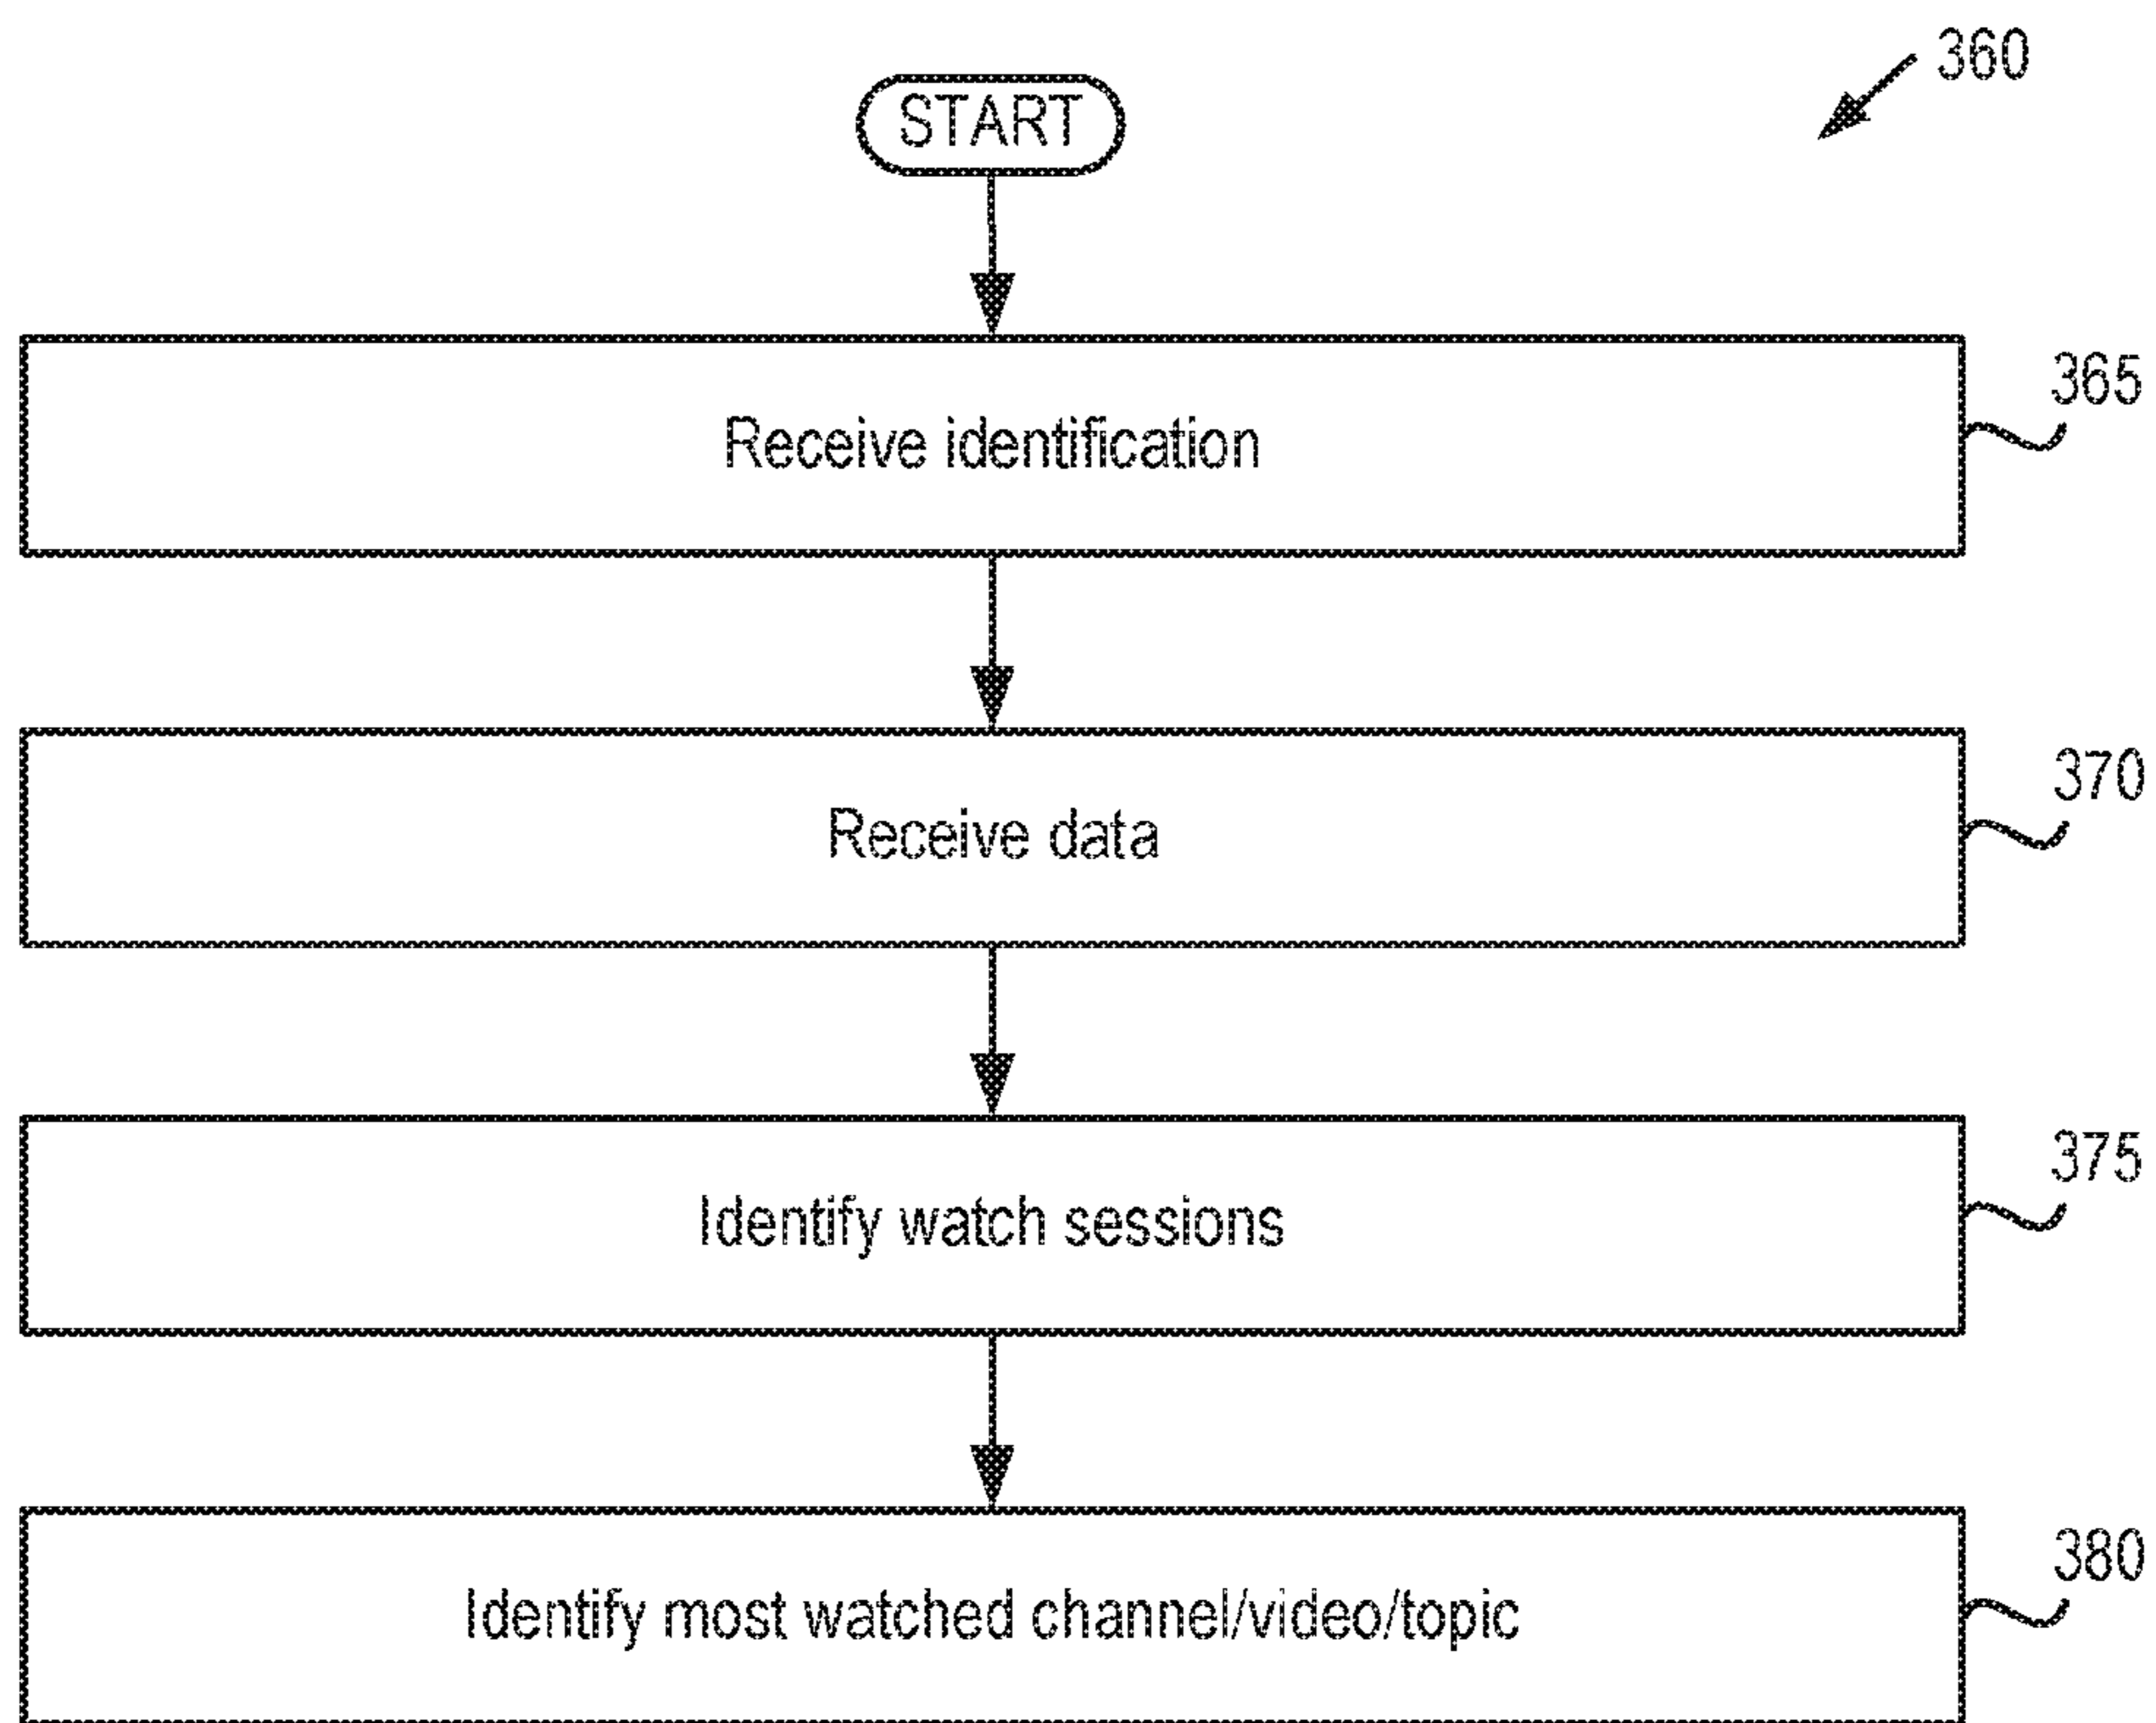 360
START
365
Receive identification
370
Receive data
375
Identify watch sessions
380
Identify most watched channel/video/topic